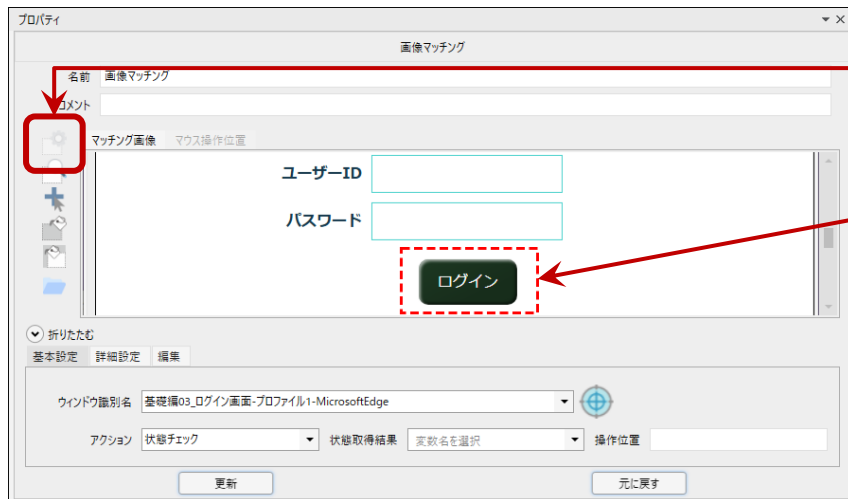 プロパティ
画像マッチング
名前 画像マッチング
コメント
マッチング画像 マウス操作位置
ユーザーID
パスワード
ログイン
折りたたむ
基本設定 詳細設定 編集
ウィンドウ識別名 基礎編03_ログイン画面-プロファイル1-MicrosoftEdge
アクション 状態チェック 状態取得結果 変数名を選択 操作位置
更新 元に戻す